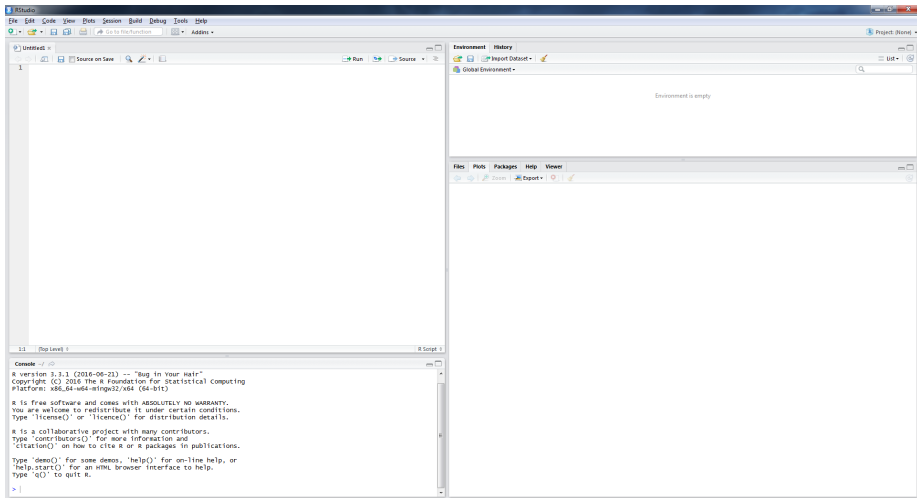 RStudio
File Edit Code View Plots Session Build Debug Tools Help
Go to file/function Addins
Project: (None)
Untitled1
Source on Save Run Source
1
1:1 (Top Level) R Script
Console ~/
R version 3.3.1 (2016-06-21) -- "Bug in Your Hair"
Copyright (C) 2016 The R Foundation for Statistical Computing
Platform: x86_64-w64-mingw32/x64 (64-bit)
R is free software and comes with ABSOLUTELY NO WARRANTY.
You are welcome to redistribute it under certain conditions.
Type 'license()' or 'licence()' for distribution details.
R is a collaborative project with many contributors.
Type 'contributors()' for more information and
'citation()' on how to cite R or R packages in publications.
Type 'demo()' for some demos, 'help()' for on-line help, or
'help.start()' for an HTML browser interface to help.
Type 'q()' to quit R.
>
Environment History
Import Dataset List
Global Environment
Environment is empty
Files Plots Packages Help Viewer
Zoom Export